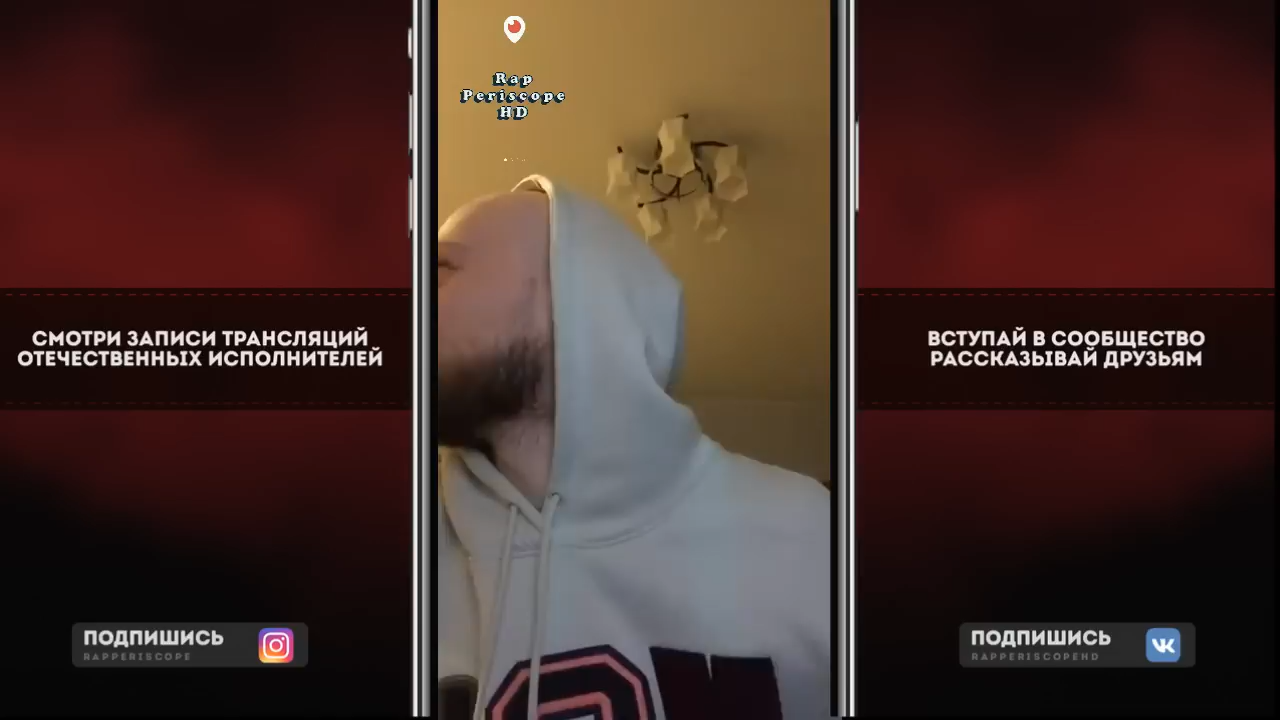 Rap
Periscope
HD
СМОТРИ ЗАПИСИ ТРАНСЛЯЦИЙ
ОТЕЧЕСТВЕННЫХ ИСПОЛНИТЕЛЕЙ
ВСТУПАЙ В СООБЩЕСТВО
РАССКАЗЫВАЙ ДРУЗЬЯМ
ПОДПИШИСЬ
RAPPERISCOPE
ПОДПИШИСЬ
RAPPERISCOPEHD